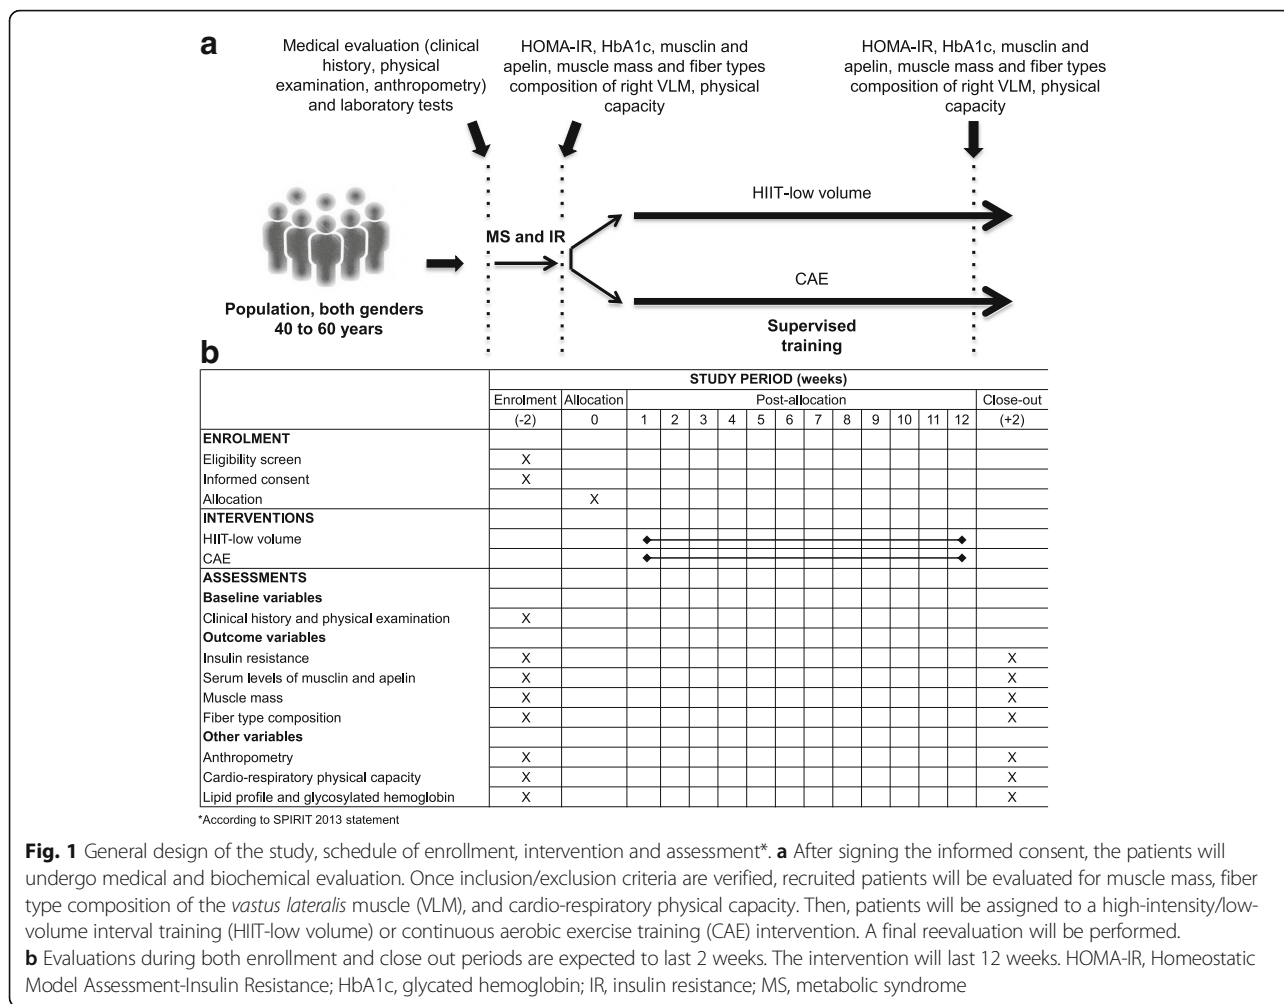 a
Medical evaluation (clinical
history, physical
examination, anthropometry)
and laboratory tests
HOMA-IR, HbA1c, musclin and
apelin, muscle mass and fiber types
composition of right VLM, physical
capacity
HOMA-IR, HbA1c, musclin and
apelin, muscle mass and fiber types
composition of right VLM, physical
capacity
HIIT-low volume
MS and IR
CAE
Population, both genders
40 to 60 years
Supervised
training
b
STUDY PERIOD (weeks)
Enrolment Allocation Post-allocation Close-out
(-2) 0 1 2 3 4 5 6 7 8 9 10 11 12 (+2)
ENROLMENT
Eligibility screen X
Informed consent X
Allocation X
INTERVENTIONS
HIIT-low volume
CAE
ASSESSMENTS
Baseline variables
Clinical history and physical examination X
Outcome variables
Insulin resistance X X
Serum levels of musclin and apelin X X
Muscle mass X X
Fiber type composition X X
Other variables
Anthropometry X X
Cardio-respiratory physical capacity X X
Lipid profile and glycosylated hemoglobin X X
*According to SPIRIT 2013 statement
Fig. 1 General design of the study, schedule of enrollment, intervention and assessment*. a After signing the informed consent, the patients will
undergo medical and biochemical evaluation. Once inclusion/exclusion criteria are verified, recruited patients will be evaluated for muscle mass, fiber
type composition of the vastus lateralis muscle (VLM), and cardio-respiratory physical capacity. Then, patients will be assigned to a high-intensity/low-
volume interval training (HIIT-low volume) or continuous aerobic exercise training (CAE) intervention. A final reevaluation will be performed.
b Evaluations during both enrollment and close out periods are expected to last 2 weeks. The intervention will last 12 weeks. HOMA-IR, Homeostatic
Model Assessment-Insulin Resistance; HbA1c, glycated hemoglobin; IR, insulin resistance; MS, metabolic syndrome